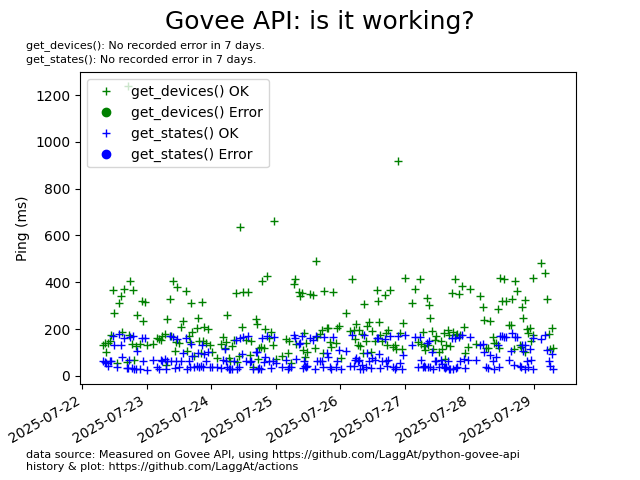 Govee API: is it working?
get_devices(): No recorded error in 7 days.
get_states(): No recorded error in 7 days.
get_devices() OK
get_devices() Error
get_states() OK
get_states() Error
Ping (ms)
1200
1000
800
600
400
200
0
2025-07-22
2025-07-23
2025-07-24
2025-07-25
2025-07-26
2025-07-27
2025-07-28
2025-07-29
data source: Measured on Govee API, using https://github.com/LaggAt/python-govee-api
history & plot: https://github.com/LaggAt/actions